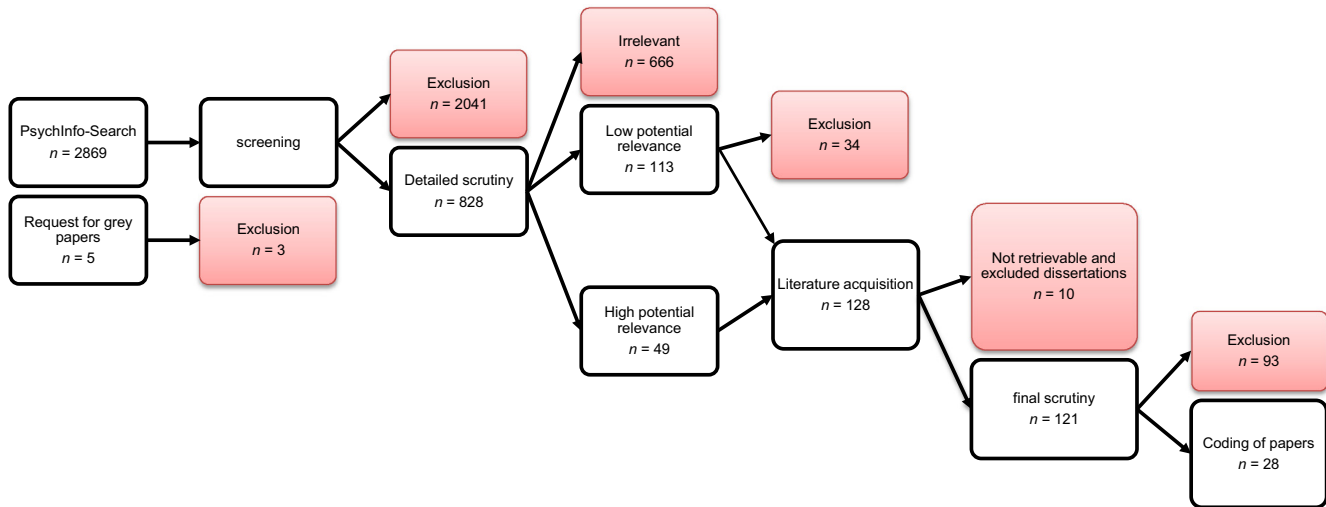 PsychInfo-Search
n = 2869
Request for grey
papers
n = 5
screening
Exclusion
n = 3
Exclusion
n = 2041
Detailed scrutiny
n = 828
Irrelevant
n = 666
Low potential
relevance
n = 113
High potential
relevance
n = 49
Exclusion
n = 34
Literature acquisition
n = 128
Not retrievable and
excluded dissertations
n = 10
final scrutiny
n = 121
Exclusion
n = 93
Coding of papers
n = 28